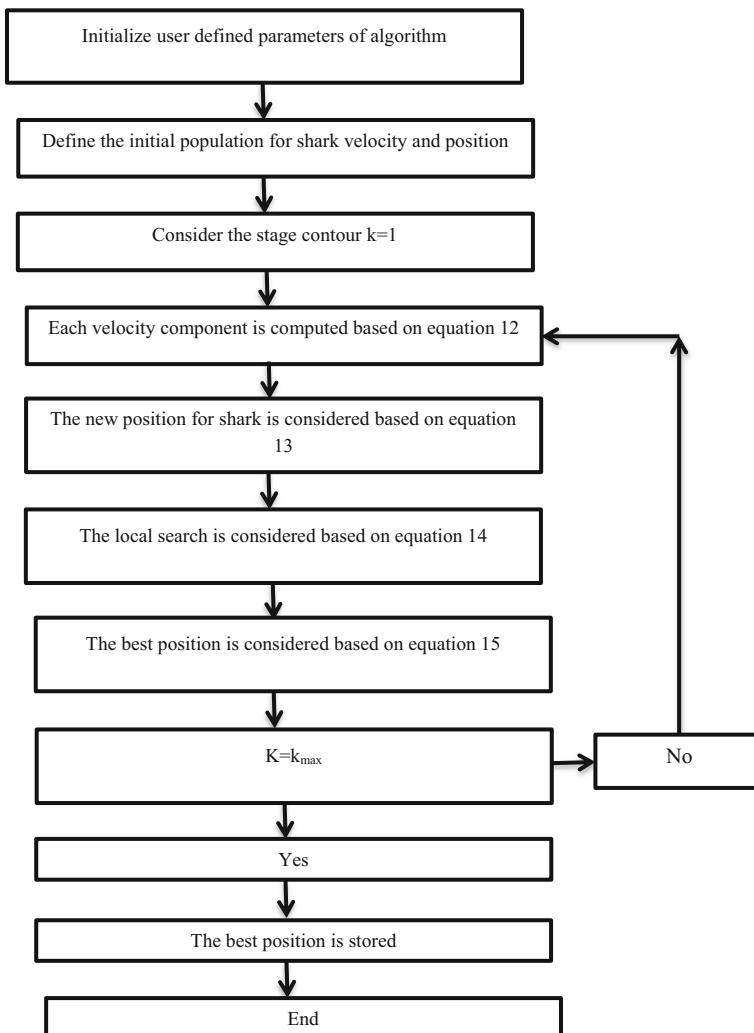 Initialize user defined parameters of algorithm
Define the initial population for shark velocity and position
Consider the stage contour k=1
Each velocity component is computed based on equation 12
The new position for shark is considered based on equation
13
The local search is considered based on equation 14
The best position is considered based on equation 15
K=kmax
No
Yes
The best position is stored
End